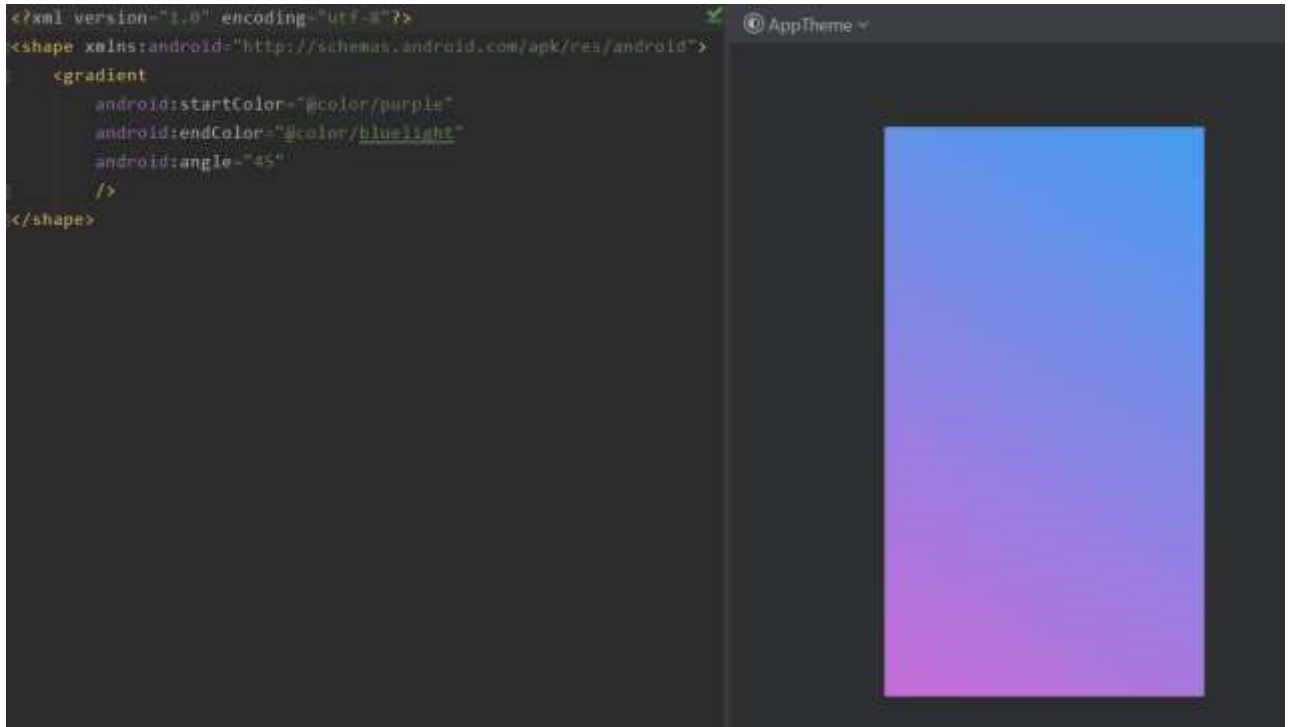 <?xml version="1.0" encoding="utf-8"?>
<shape xmlns:android="http://schemas.android.com/apk/res/android">
<gradient
android:startColor="@color/purple"
android:endColor="@color/bluelight"
android:angle="45"
/>
</shape>
AppTheme